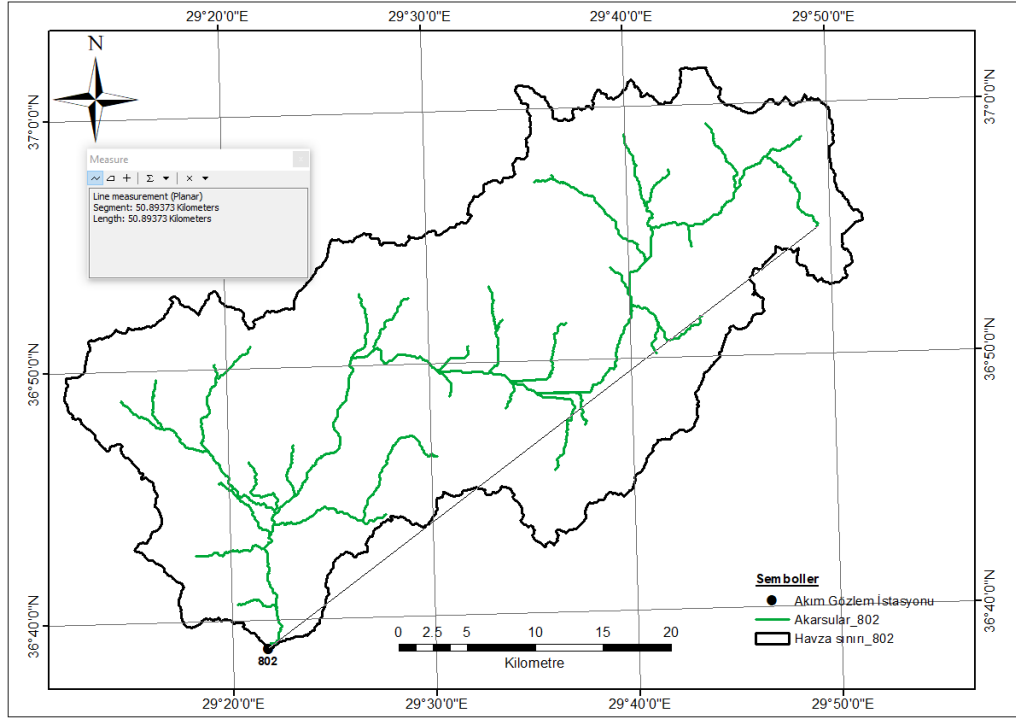 29°20'0"E 29°30'0"E 29°40'0"E 29°50'0"E
N
37°0'0"N
37°0'0"N
Measure
Line measurement (Planar)
Segment: 50.89373 Kilometers
Length: 50.89373 Kilometers
36°50'0"N
36°50'0"N
Semboller
Akım Gözlem İstasyonu
Akarsular_802
Havza sınırı_802
36°40'0"N
36°40'0"N
0 2.5 5 10 15 20
Kilometre
802
29°20'0"E 29°30'0"E 29°40'0"E 29°50'0"E